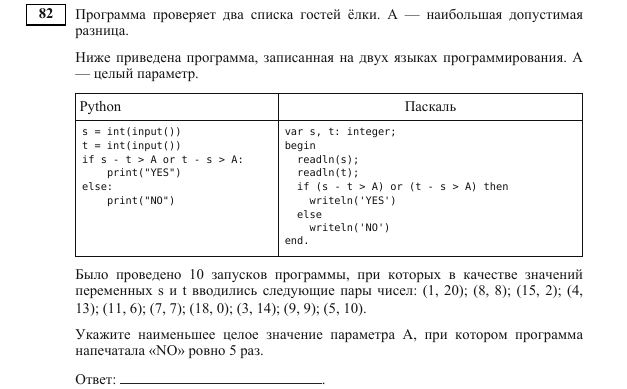 82
Программа проверяет два списка гостей ёлки. А — наибольшая допустимая
разница.
Ниже приведена программа, записанная на двух языках программирования. А
— целый параметр.
Python
s = int(input())
t = int(input())
if s - t > A or t - s > A:
    print("YES")
else:
    print("NO")
Паскаль
var s, t: integer;
begin
  readln(s);
  readln(t);
  if (s - t > A) or (t - s > A) then
    writeln('YES')
  else
    writeln('NO')
end.
Было проведено 10 запусков программы, при которых в качестве значений
переменных s и t вводились следующие пары чисел: (1, 20); (8, 8); (15, 2); (4,
13); (11, 6); (7, 7); (18, 0); (3, 14); (9, 9); (5, 10).
Укажите наименьшее целое значение параметра А, при котором программа
напечатала «NO» ровно 5 раз.
Ответ: ____________________.